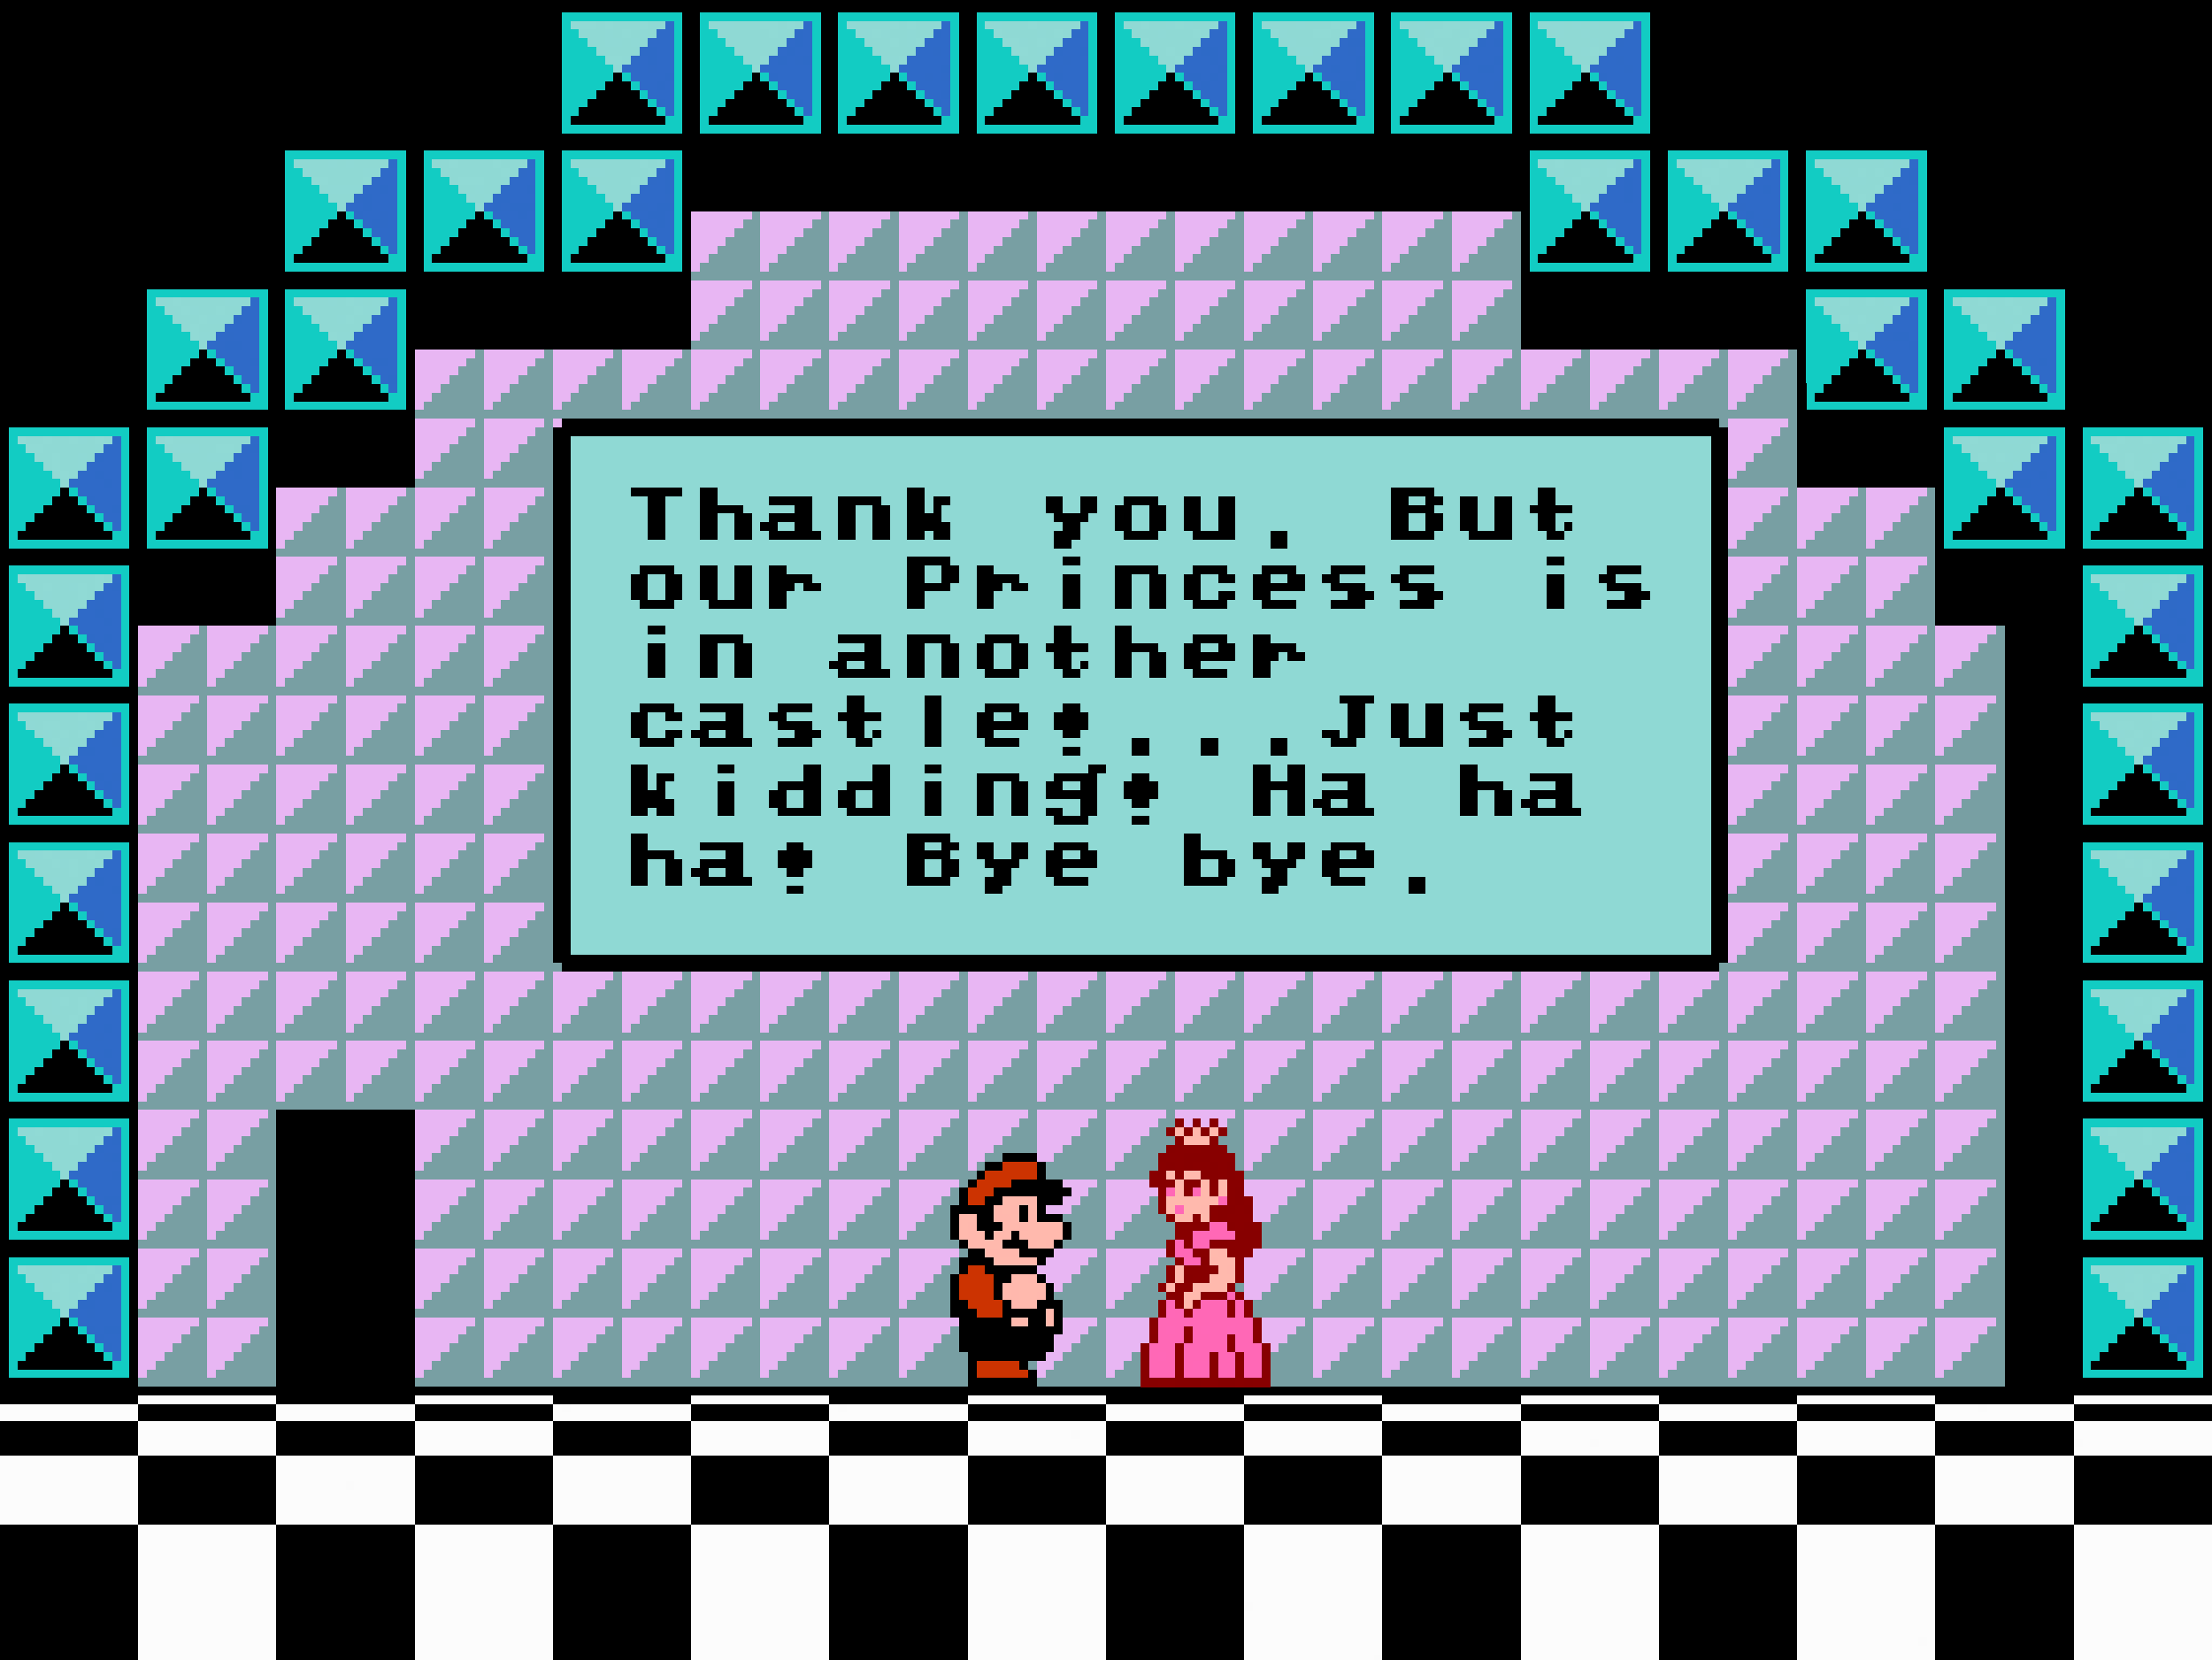 Thank you. But
our Princess is
in another
castle!...Just
kidding! Ha ha
ha! Bye bye.